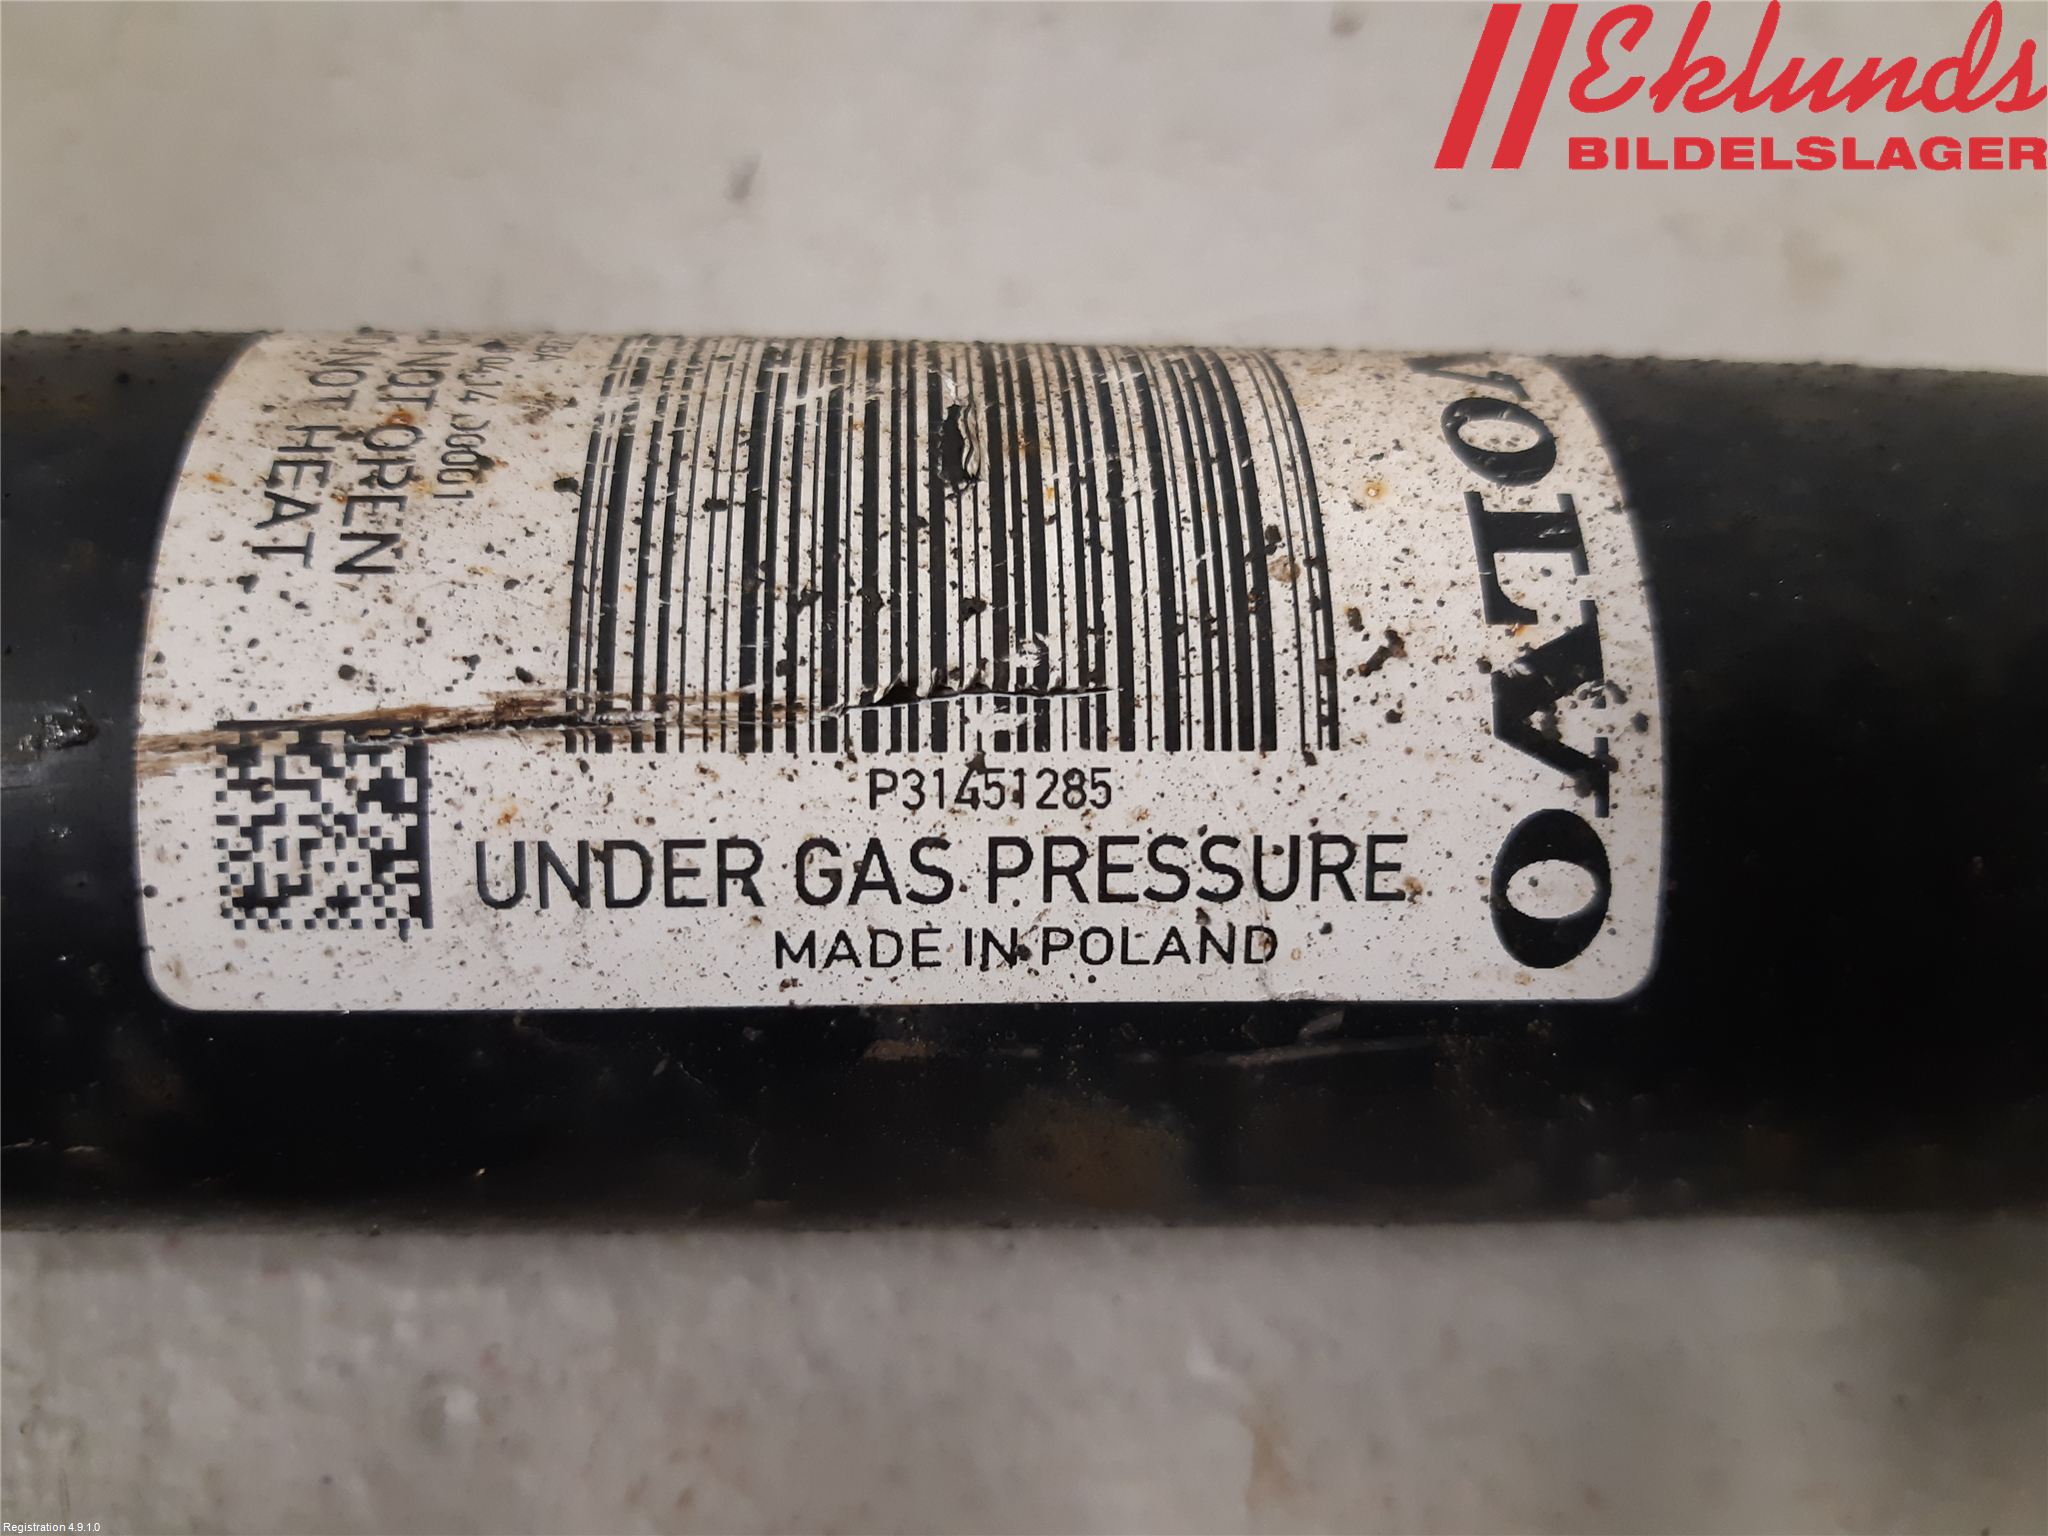 Eklunds
BILDELSLAGER
VOLVO
P31451285
UNDER GAS PRESSURE
MADE IN POLAND
NOT OPEN
NOT HEAT
Registration 4.9.1.0